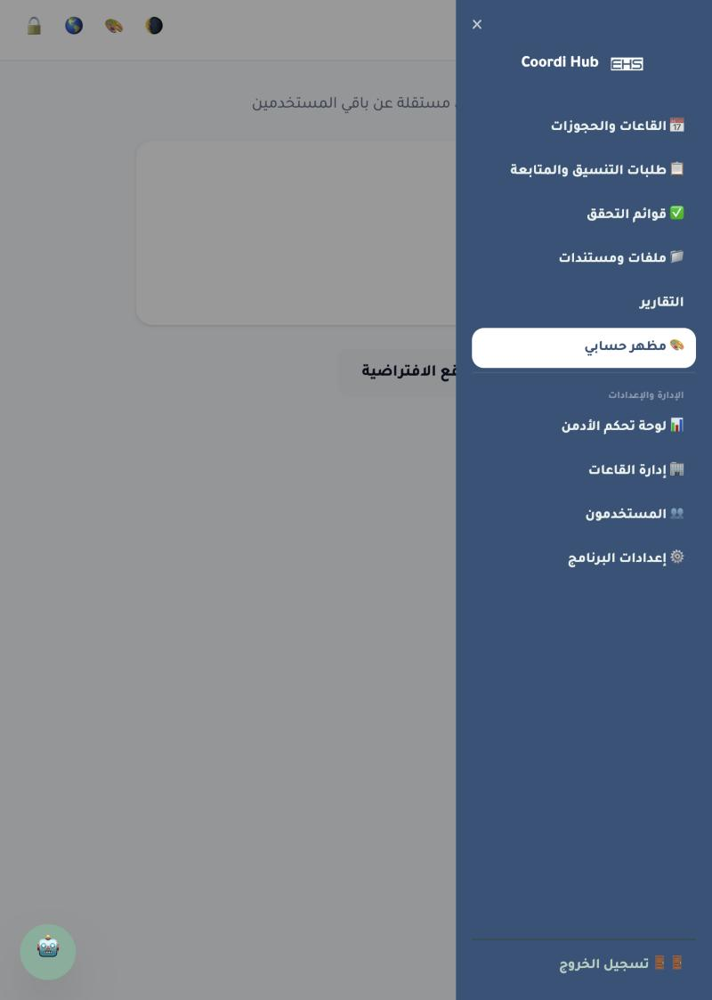 ×
Coordi Hub EHS
17
القاعات والحجوزات
طلبات التنسيق والمتابعة
قوائم التحقق
ملفات ومستندات
التقارير
مظهر حسابي
الإدارة والإعدادات
لوحة تحكم الأدمن
إدارة القاعات
المستخدمون
إعدادات البرنامج
تسجيل الخروج
مستقلة عن باقي المستخدمين
الافتراضية